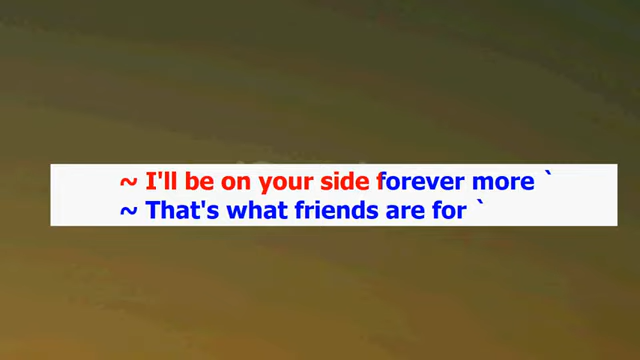 ~ I'll be on your side forever more `
~ That's what friends are for `